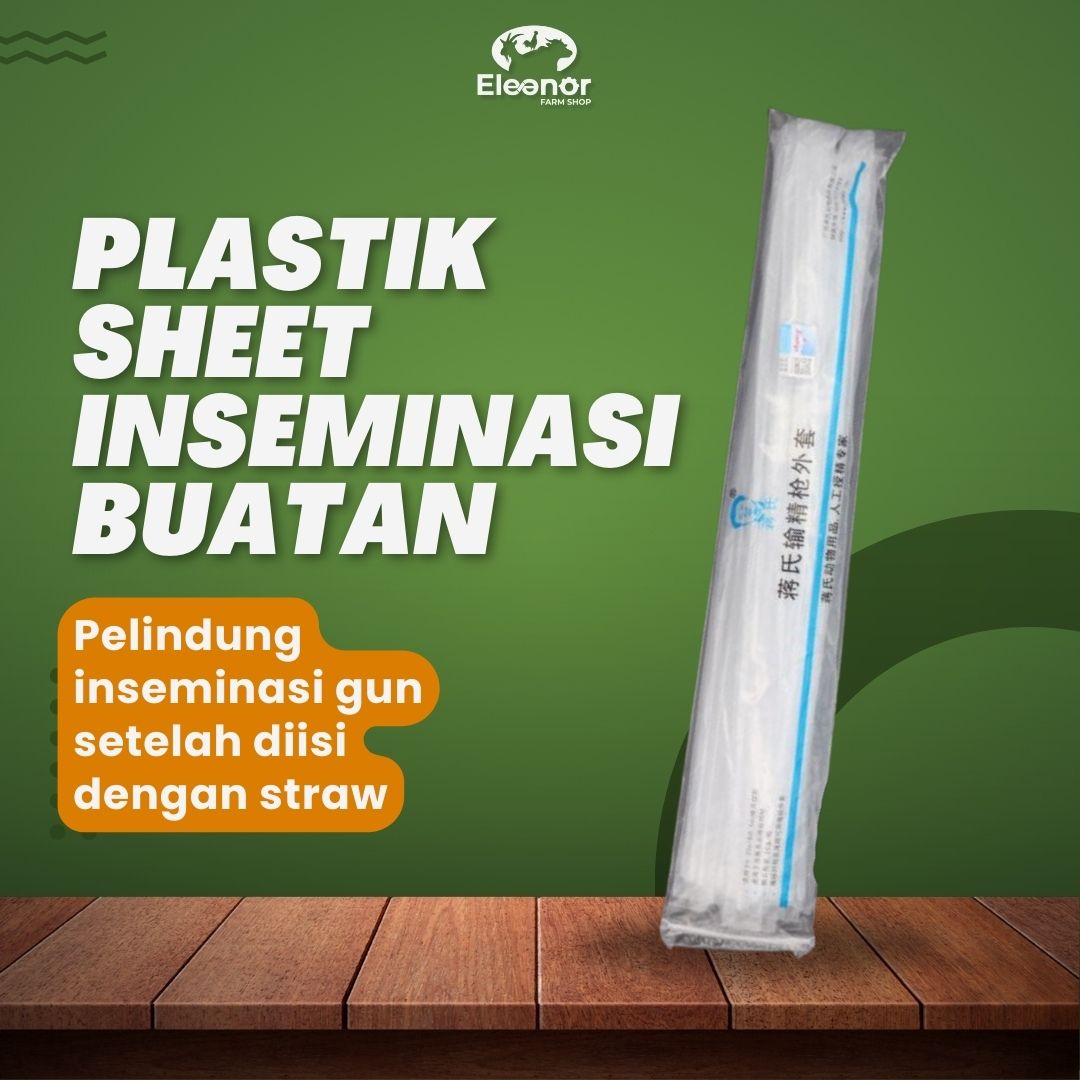 Eleanor
FARM SHOP
PLASTIK
SHEET
INSEMINASI
BUATAN
Pelindung
inseminasi gun
setelah diisi
dengan straw
蒋氏输精枪外套
蒋氏动物用品 人工授精专家